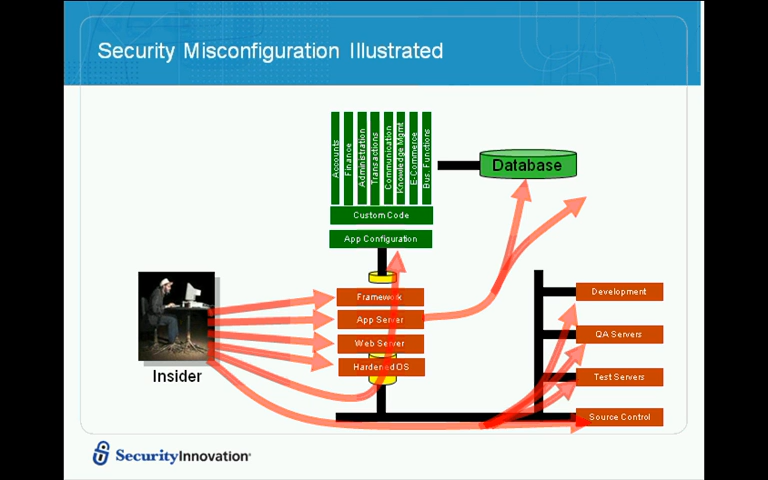 Security Misconfiguration Illustrated
Accounts
Finance
Administration
Transactions
Communication
Knowledge Mgmt
E-Commerce
Bus. Functions
Custom Code
App Configuration
Database
Framework
App Server
Web Server
Hardened OS
Insider
Development
QA Servers
Test Servers
Source Control
SecurityInnovation